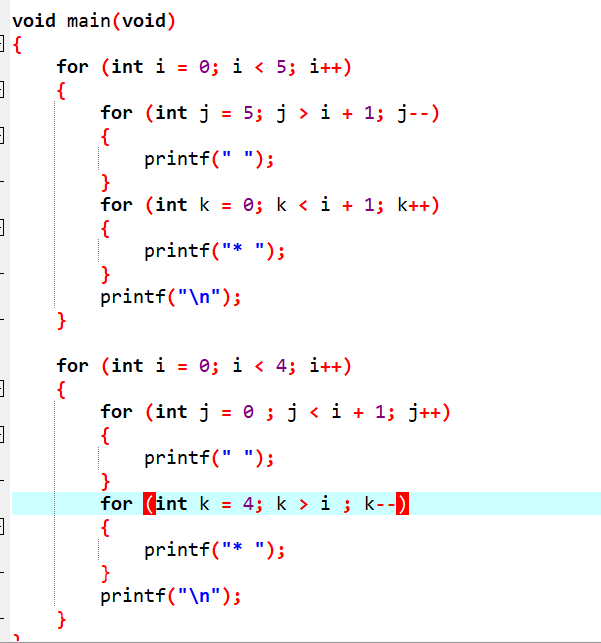 void main(void)
{
    for (int i = 0; i < 5; i++)
    {
        for (int j = 5; j > i + 1; j--)
        {
            printf(" ");
        }
        for (int k = 0; k < i + 1; k++)
        {
            printf("* ");
        }
        printf("\n");
    }

    for (int i = 0; i < 4; i++)
    {
        for (int j = 0 ; j < i + 1; j++)
        {
            printf(" ");
        }
        for (int k = 4; k > i ; k--)
        {
            printf("* ");
        }
        printf("\n");
    }
}